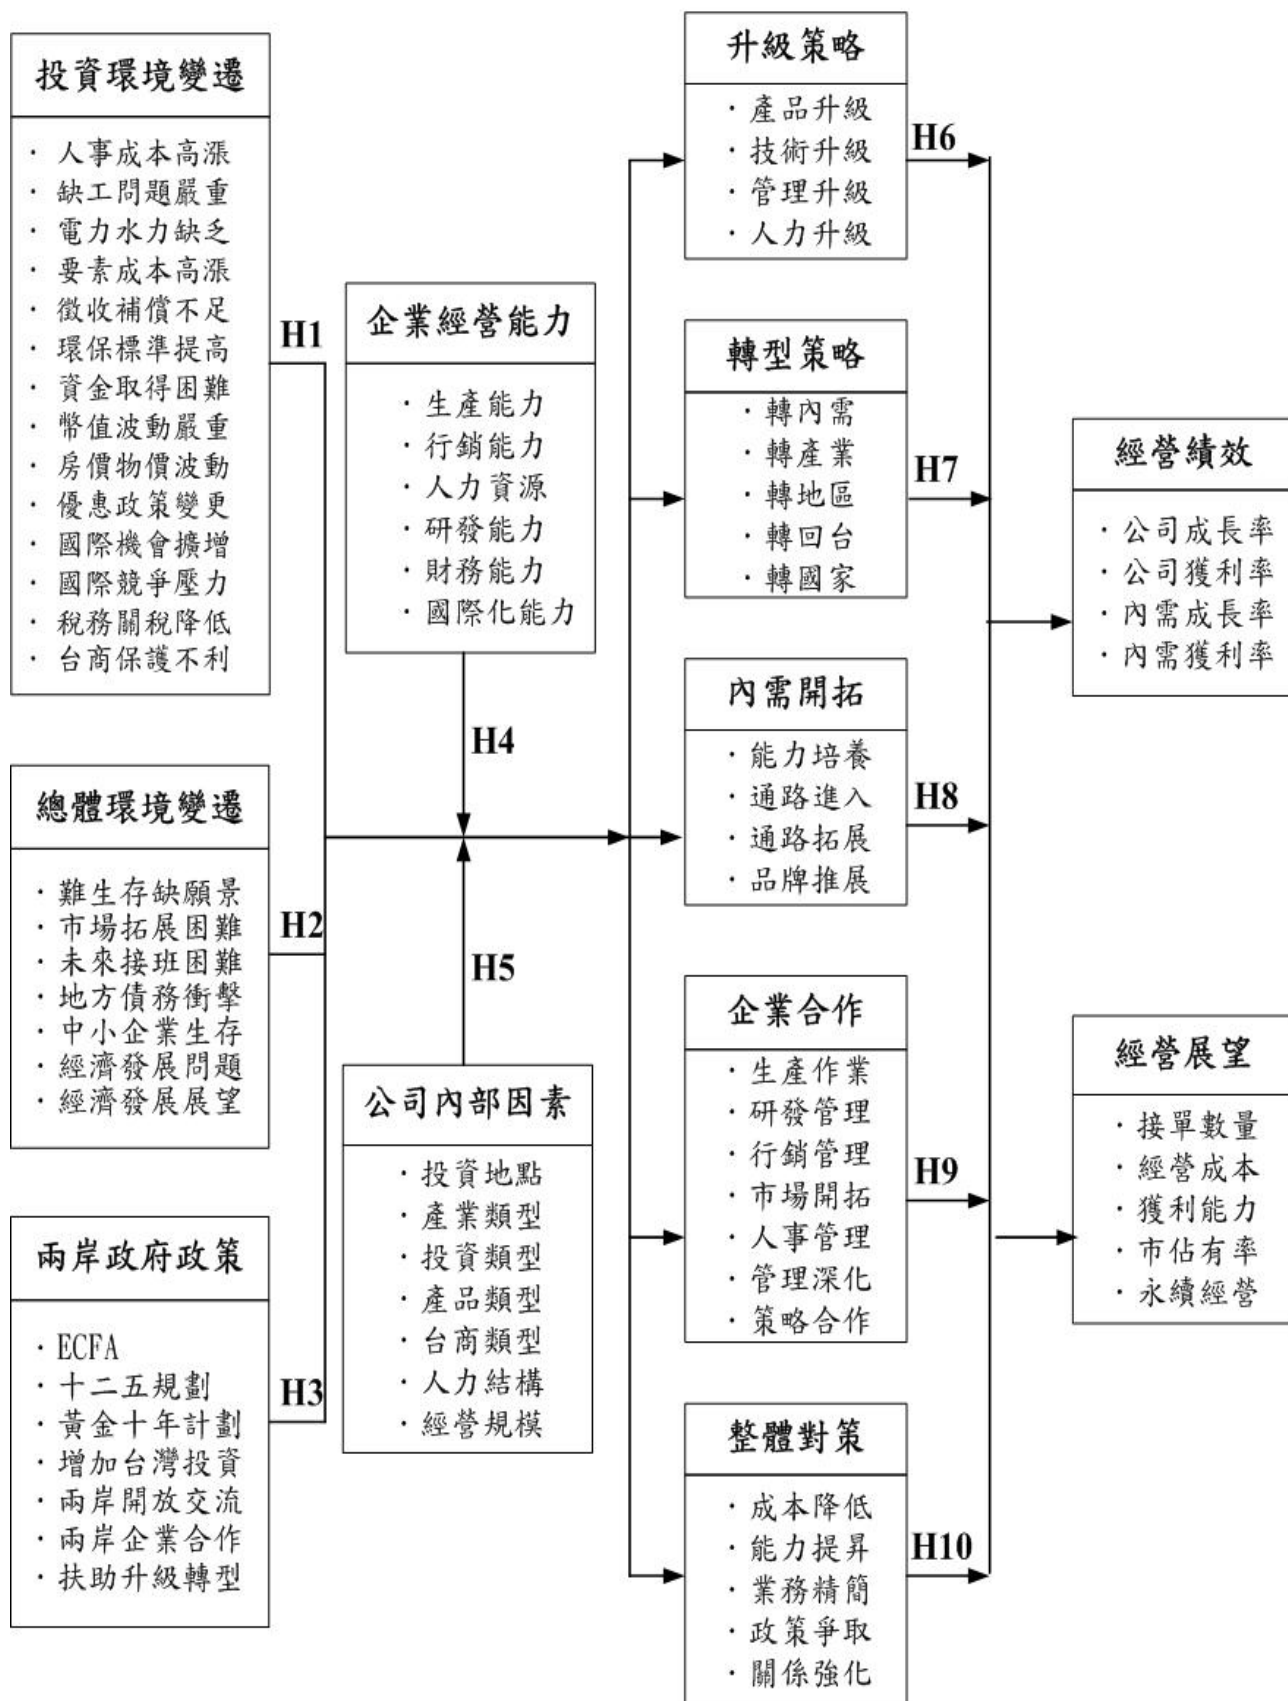 投資環境變遷
· 人事成本高漲
· 缺工問題嚴重
· 電力水力缺乏
· 要素成本高漲
· 徵收補償不足
· 環保標準提高
· 資金取得困難
· 幣值波動嚴重
· 房價物價波動
· 優惠政策變更
· 國際機會擴增
· 國際競爭壓力
· 稅務關稅降低
· 台商保護不利
H1
總體環境變遷
· 難生存缺願景
· 市場拓展困難
· 未來接班困難
· 地方債務衝擊
· 中小企業生存
· 經濟發展問題
· 經濟發展展望
H2
兩岸政府政策
· ECFA
· 十二五規劃
· 黃金十年計劃
· 增加台灣投資
· 兩岸開放交流
· 兩岸企業合作
· 扶助升級轉型
H3
企業經營能力
· 生產能力
· 行銷能力
· 人力資源
· 研發能力
· 財務能力
· 國際化能力
H4
H5
公司內部因素
· 投資地點
· 產業類型
· 投資類型
· 產品類型
· 台商類型
· 人力結構
· 經營規模
升級策略
· 產品升級
· 技術升級
· 管理升級
· 人力升級
H6
轉型策略
· 轉內需
· 轉產業
· 轉地區
· 轉回台
· 轉國家
H7
內需開拓
· 能力培養
· 通路進入
· 通路拓展
· 品牌推展
H8
企業合作
· 生產作業
· 研發管理
· 行銷管理
· 市場開拓
· 人事管理
· 管理深化
· 策略合作
H9
整體對策
· 成本降低
· 能力提昇
· 業務精簡
· 政策爭取
· 關係強化
H10
經營績效
· 公司成長率
· 公司獲利率
· 內需成長率
· 內需獲利率
經營展望
· 接單數量
· 經營成本
· 獲利能力
· 市佔有率
· 永續經營